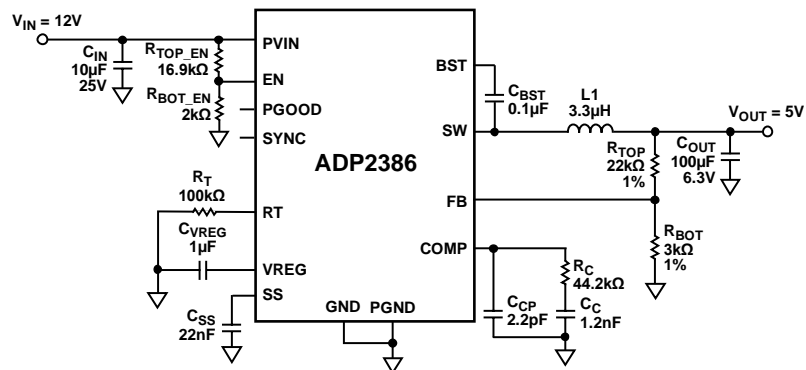 V_IN = 12V
C_IN
10µF
25V
R_TOP_EN
16.9kΩ
R_BOT_EN
2kΩ
PVIN
EN
PGOOD
SYNC
R_T
100kΩ
RT
C_VREG
1µF
VREG
SS
C_SS
22nF
ADP2386
GND PGND
BST
C_BST
0.1µF
SW
L1
3.3µH
V_OUT = 5V
R_TOP
22kΩ
1%
C_OUT
100µF
6.3V
FB
R_BOT
3kΩ
1%
COMP
R_C
44.2kΩ
C_CP
2.2pF
C_C
1.2nF